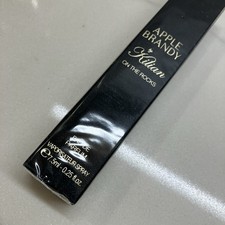 APPLE
BRANDY
Kilian
ON THE ROCKS
VAPORISATEUR SPRAY
7.5ml - 0.25 fl. oz